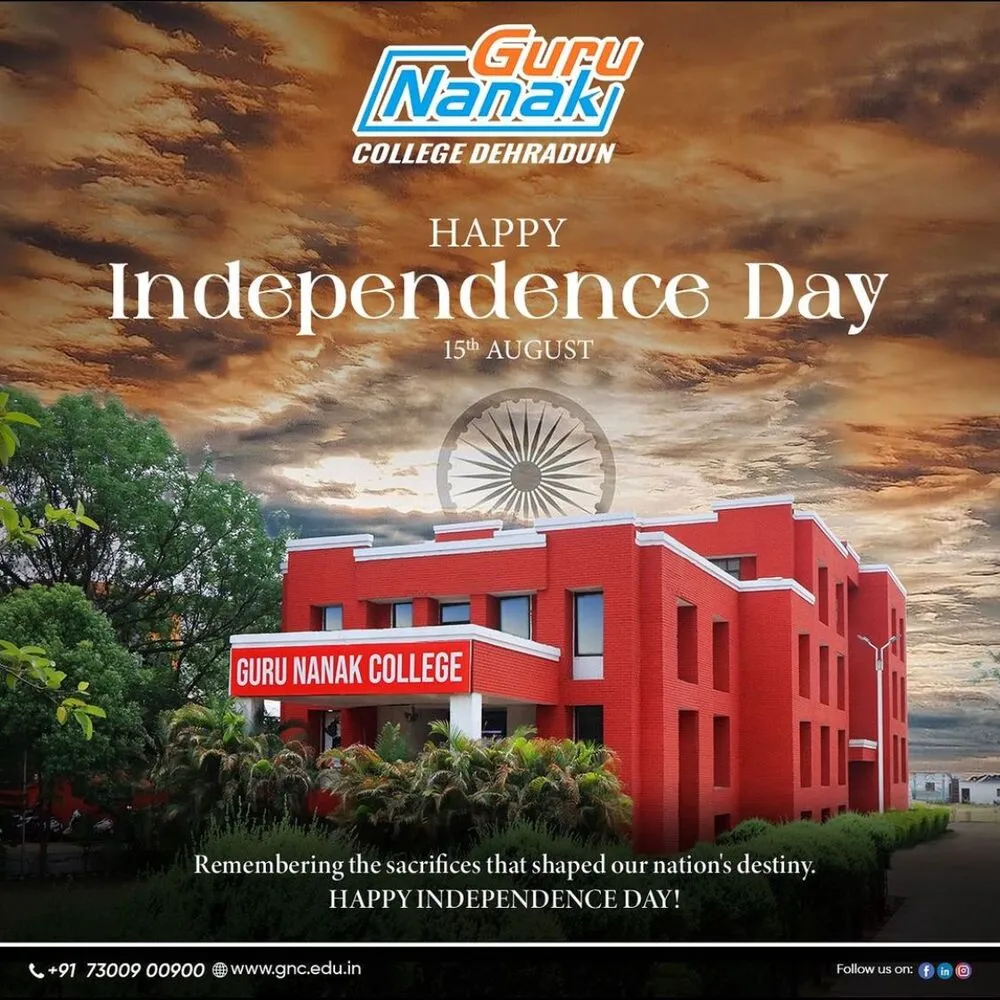 Guru
Nanak
COLLEGE DEHRADUN
HAPPY
Independence Day
15th AUGUST
GURU NANAK COLLEGE
Remembering the sacrifices that shaped our nation's destiny.
HAPPY INDEPENDENCE DAY!
+91 73009 00900 www.gnc.edu.in
Follow us on: